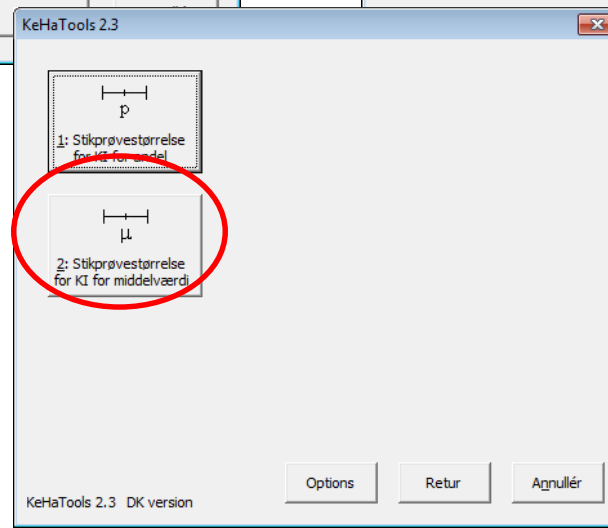 KeHaTools 2.3
p
1: Stikprøvestørrelse
for KI for andel
μ
2: Stikprøvestørrelse
for KI for middelværdi
Options
Retur
Annullér
KeHaTools 2.3 DK version